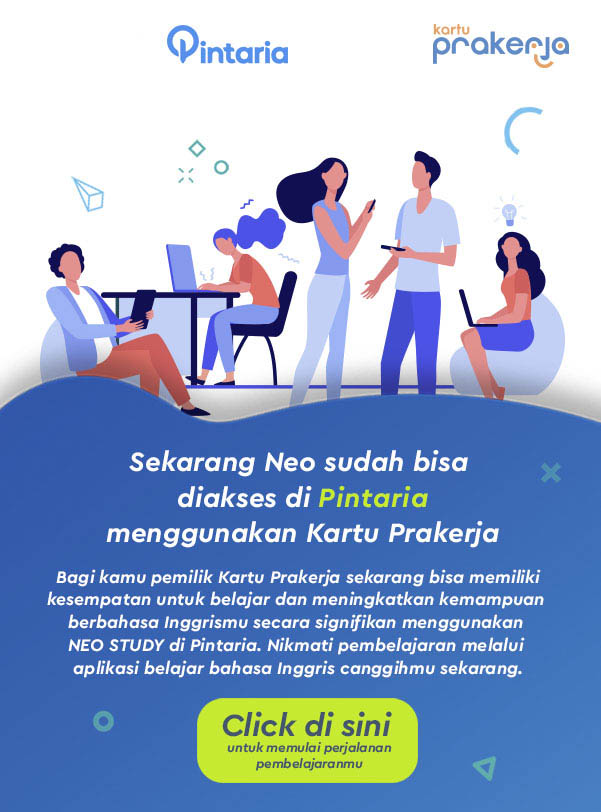 Pintaria
kartu
prakerja
Sekarang Neo sudah bisa
diakses di Pintaria
menggunakan Kartu Prakerja
Bagi kamu pemilik Kartu Prakerja sekarang bisa memiliki
kesempatan untuk belajar dan meningkatkan kemampuan
berbahasa Inggrismu secara signifikan menggunakan
NEO STUDY di Pintaria. Nikmati pembelajaran melalui
aplikasi belajar bahasa Inggris canggihmu sekarang.
Click di sini
untuk memulai perjalanan
pembelajaranmu